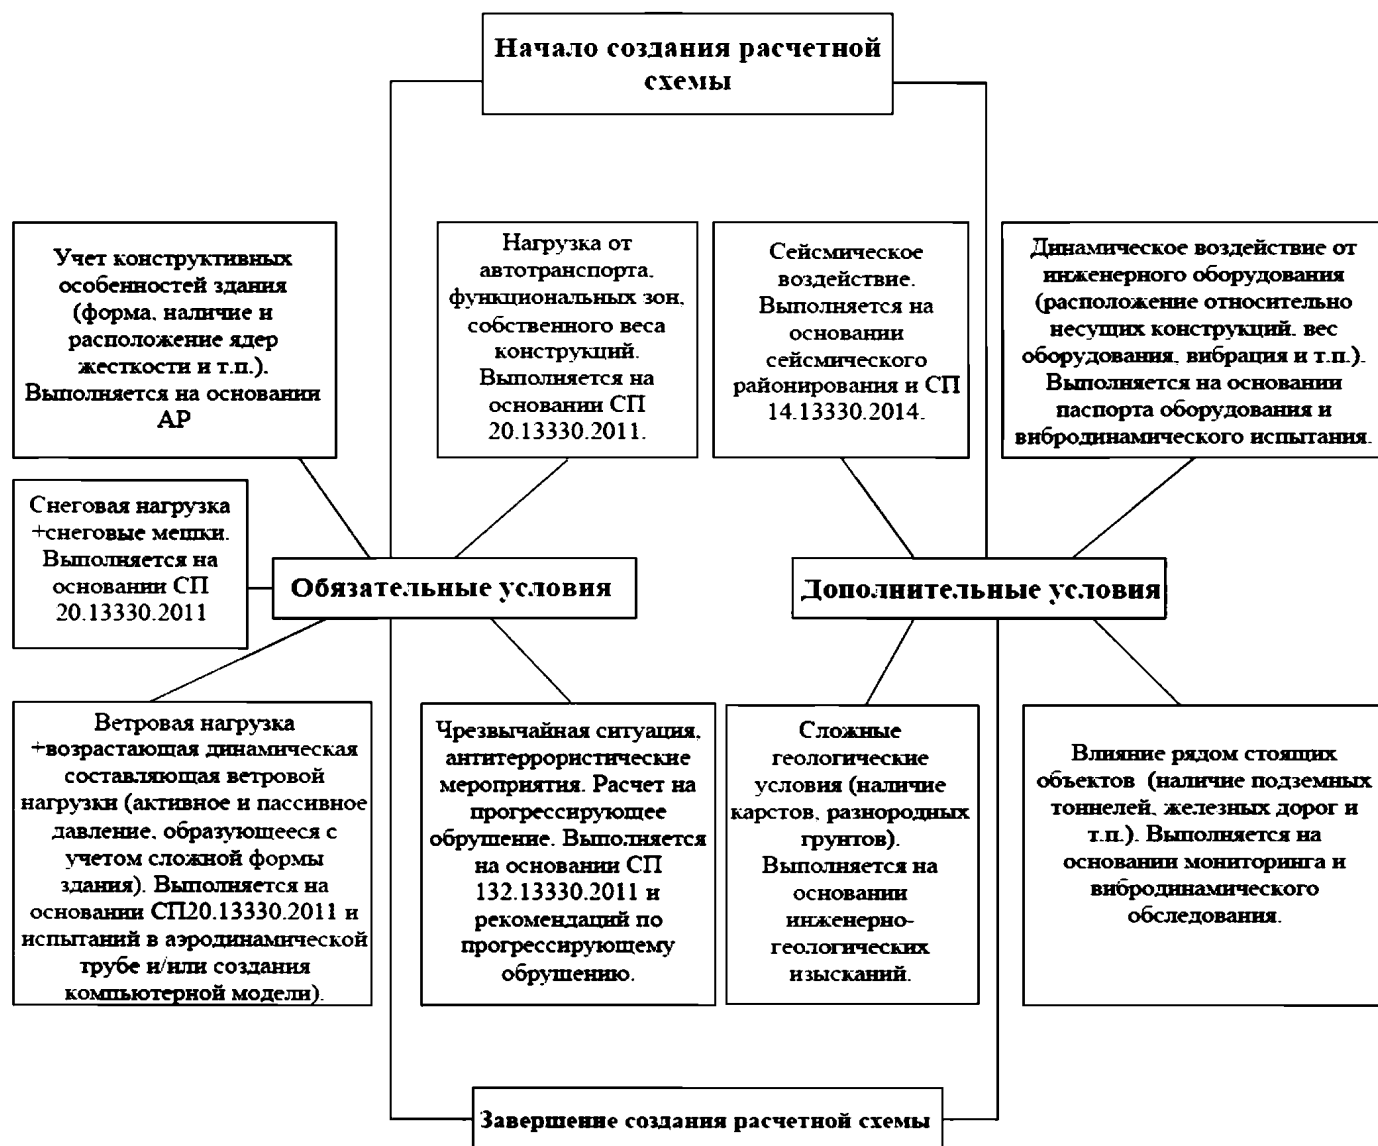 Начало создания расчетной
схемы
Учет конструктивных
особенностей здания
(форма, наличие и
расположение ядер
жесткости и т.п.).
Выполняется на основании
АР
Нагрузка от
автотранспорта,
функциональных зон,
собственного веса
конструкций.
Выполняется на
основании СП
20.13330.2011.
Сейсмическое
воздействие.
Выполняется на
основании
сейсмического
районирования и СП
14.13330.2014.
Динамическое воздействие от
инженерного оборудования
(расположение относительно
несущих конструкций, вес
оборудования, вибрация и т.п.).
Выполняется на основании
паспорта оборудования и
вибродинамического испытания.
Снеговая нагрузка
+снеговые мешки.
Выполняется на
основании СП
20.13330.2011
Обязательные условия
Дополнительные условия
Ветровая нагрузка
+возрастающая динамическая
составляющая ветровой
нагрузки (активное и пассивное
давление, образующееся с
учетом сложной формы
здания). Выполняется на
основании СП20.13330.2011 и
испытаний в аэродинамической
трубе и/или создания
компьютерной модели).
Чрезвычайная ситуация,
антитеррористические
мероприятия. Расчет на
прогрессирующее
обрушение. Выполняется
на основании СП
132.13330.2011 и
рекомендаций по
прогрессирующему
обрушению.
Сложные
геологические
условия (наличие
карстов, разнородных
грунтов).
Выполняется на
основании
инженерно-
геологических
изысканий.
Влияние рядом стоящих
объектов (наличие подземных
тоннелей, железных дорог и
т.п.). Выполняется на
основании мониторинга и
вибродинамического
обследования.
Завершение создания расчетной схемы